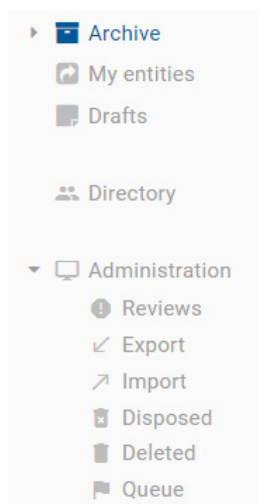 Archive
My entities
Drafts
Directory
Administration
Reviews
Export
Import
Disposed
Deleted
Queue